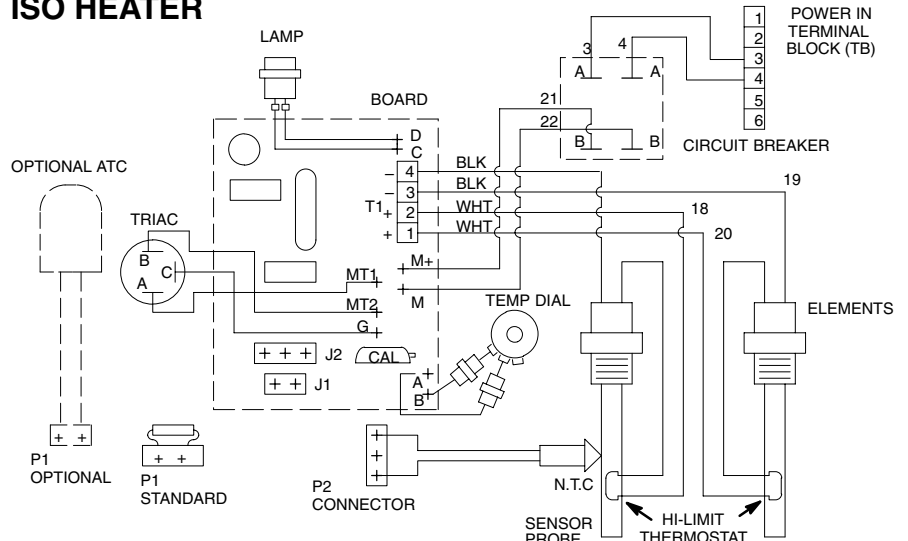 ISO HEATER
LAMP
BOARD
OPTIONAL ATC
TRIAC
B
C
A
MT1
MT2
G
D
C
4
3
T1
2
1
− BLK
− BLK
+ WHT
+ WHT
M+
M
+ + + J2
+ + J1
CAL
A +
B +
TEMP DIAL
3
4
A
A
B
B
21
22
1
2
3
4
5
6
POWER IN
TERMINAL
BLOCK (TB)
CIRCUIT BREAKER
19
18
20
ELEMENTS
+ +
P1
OPTIONAL
+ +
P1
STANDARD
+
+
+
P2
CONNECTOR
N.T.C
SENSOR
PROBE
HI-LIMIT
THERMOSTAT